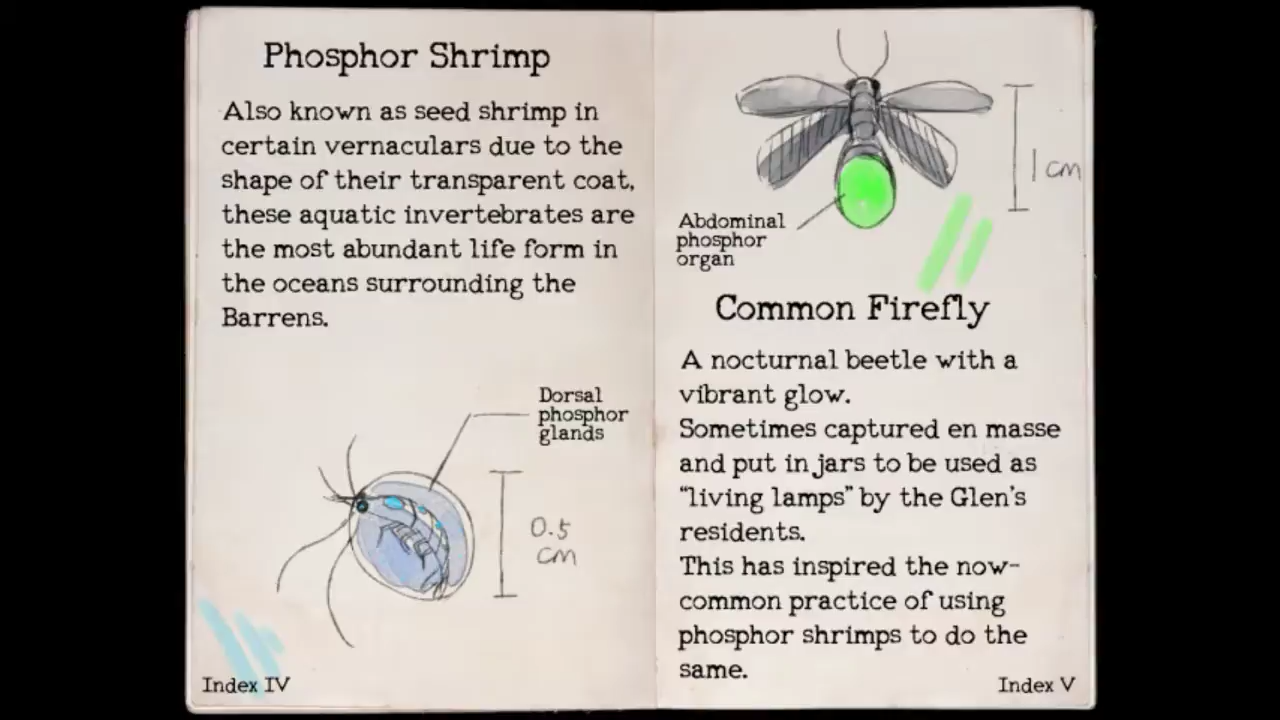 Phosphor Shrimp
Also known as seed shrimp in
certain vernaculars due to the
shape of their transparent coat,
these aquatic invertebrates are
the most abundant life form in
the oceans surrounding the
Barrens.
Dorsal
phosphor
glands
0.5
cm
Index IV
1 cm
Abdominal
phosphor
organ
Common Firefly
A nocturnal beetle with a
vibrant glow.
Sometimes captured en masse
and put in jars to be used as
“living lamps” by the Glen's
residents.
This has inspired the now-
common practice of using
phosphor shrimps to do the
same.
Index V